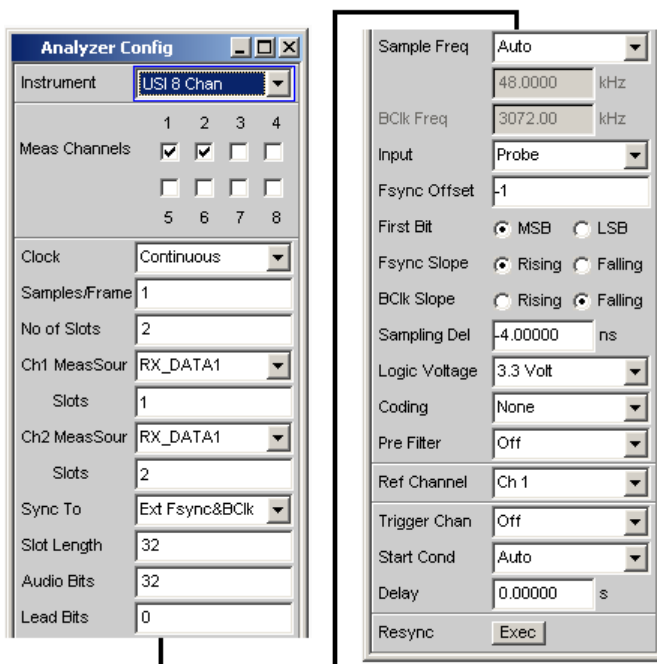 Analyzer Config
Instrument USI 8 Chan
1 2 3 4
Meas Channels
5 6 7 8
Clock Continuous
Samples/Frame 1
No of Slots 2
Ch1 MeasSour RX_DATA1
Slots 1
Ch2 MeasSour RX_DATA1
Slots 2
Sync To Ext Fsync&BClk
Slot Length 32
Audio Bits 32
Lead Bits 0
Sample Freq Auto
48.0000 kHz
BClk Freq 3072.00 kHz
Input Probe
Fsync Offset -1
First Bit MSB LSB
Fsync Slope Rising Falling
BClk Slope Rising Falling
Sampling Del -4.00000 ns
Logic Voltage 3.3 Volt
Coding None
Pre Filter Off
Ref Channel Ch 1
Trigger Chan Off
Start Cond Auto
Delay 0.00000 s
Resync Exec